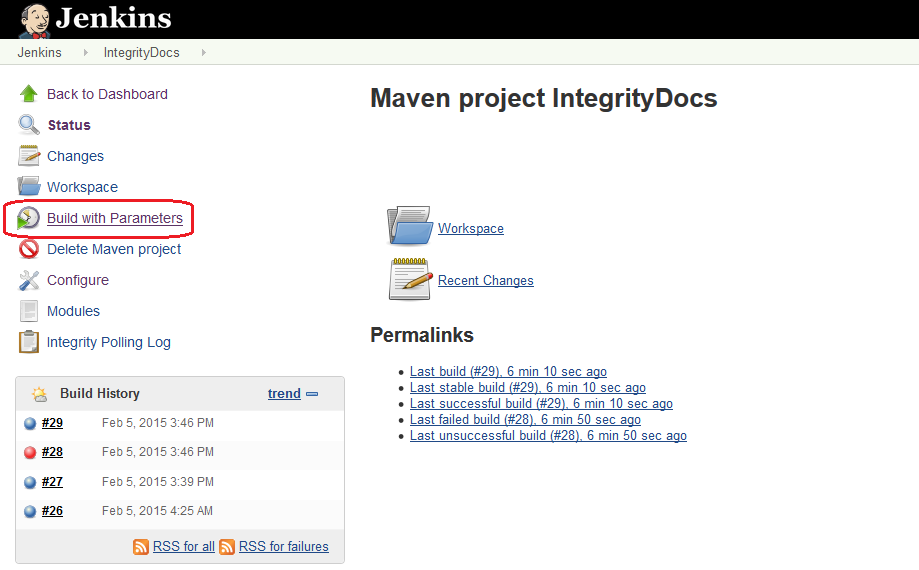 Jenkins
Jenkins IntegrityDocs
Back to Dashboard
Status
Changes
Workspace
Build with Parameters
Delete Maven project
Configure
Modules
Integrity Polling Log
Build History trend
#29 Feb 5, 2015 3:46 PM
#28 Feb 5, 2015 3:46 PM
#27 Feb 5, 2015 3:39 PM
#26 Feb 5, 2015 4:25 AM
RSS for all RSS for failures
Maven project IntegrityDocs
Workspace
Recent Changes
Permalinks
Last build (#29), 6 min 10 sec ago
Last stable build (#29), 6 min 10 sec ago
Last successful build (#29), 6 min 10 sec ago
Last failed build (#28), 6 min 50 sec ago
Last unsuccessful build (#28), 6 min 50 sec ago